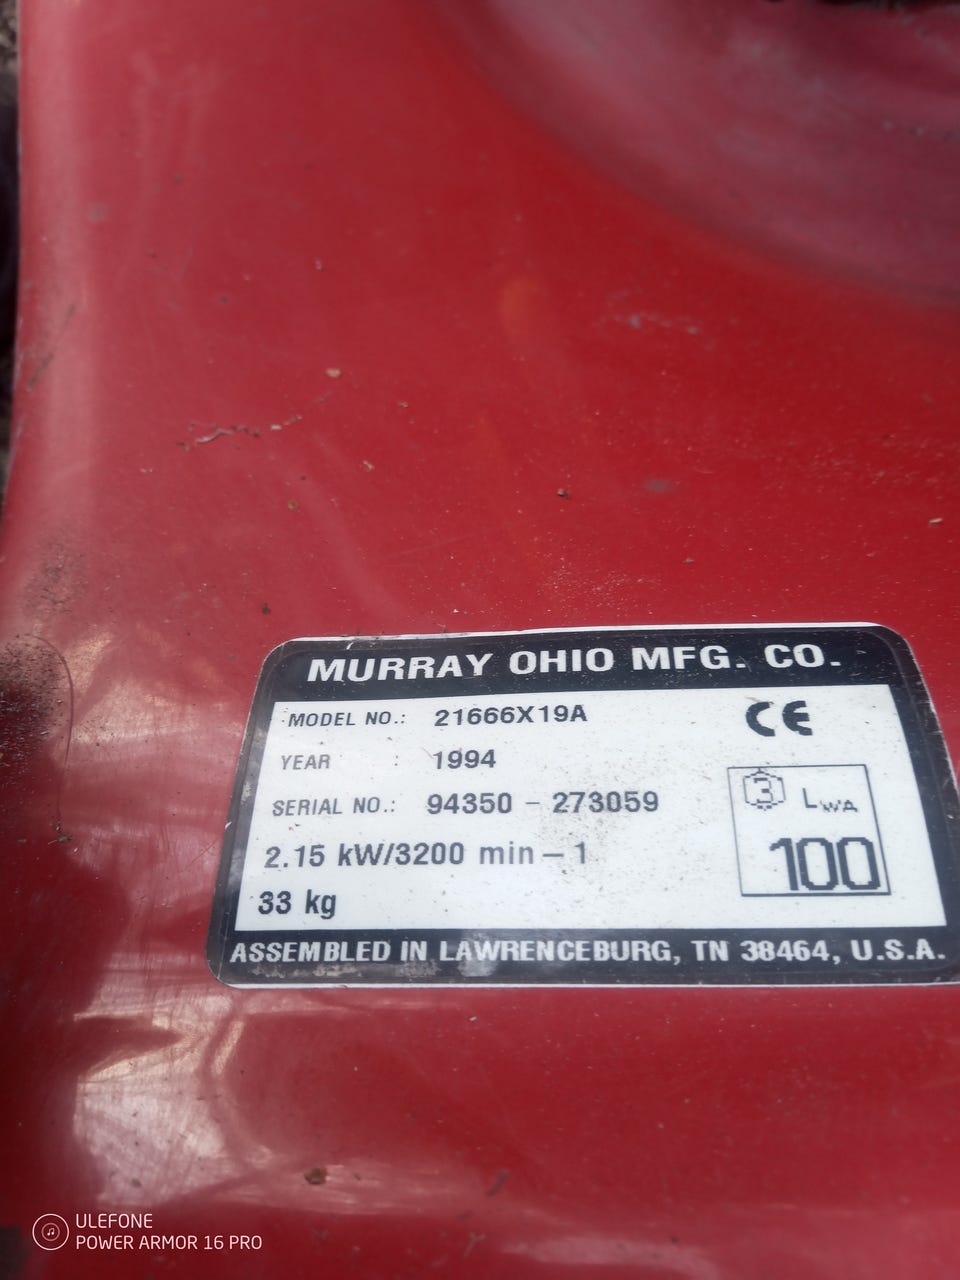 MURRAY OHIO MFG. CO.
MODEL NO.: 21666X19A
CE
YEAR : 1994
3 LWA
SERIAL NO.: 94350 - 273059
100
2.15 kW/3200 min - 1
33 kg
ASSEMBLED IN LAWRENCEBURG, TN 38464, U.S.A.
ULEFONE
POWER ARMOR 16 PRO